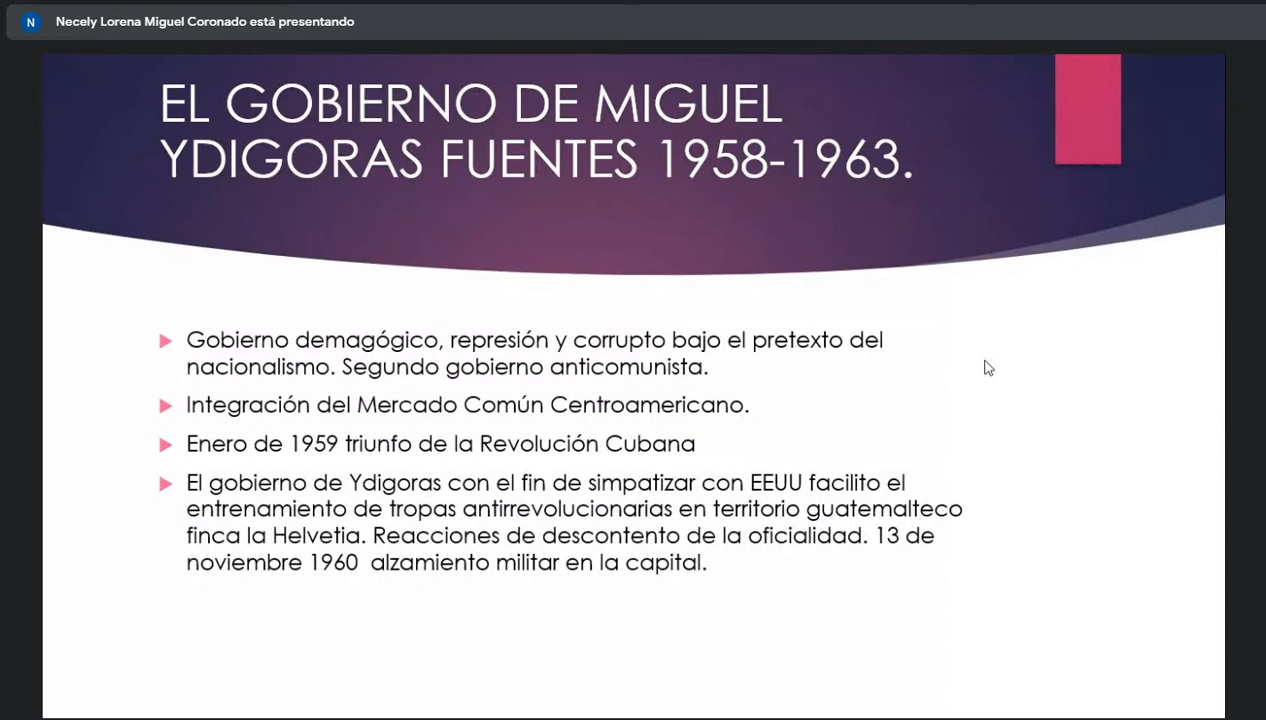 N Necely Lorena Miguel Coronado está presentando
EL GOBIERNO DE MIGUEL
YDIGORAS FUENTES 1958-1963.
Gobierno demagógico, represión y corrupto bajo el pretexto del
nacionalismo. Segundo gobierno anticomunista.
Integración del Mercado Común Centroamericano.
Enero de 1959 triunfo de la Revolución Cubana
El gobierno de Ydigoras con el fin de simpatizar con EEUU facilito el
entrenamiento de tropas antirrevolucionarias en territorio guatemalteco
finca la Helvetia. Reacciones de descontento de la oficialidad. 13 de
noviembre 1960 alzamiento militar en la capital.